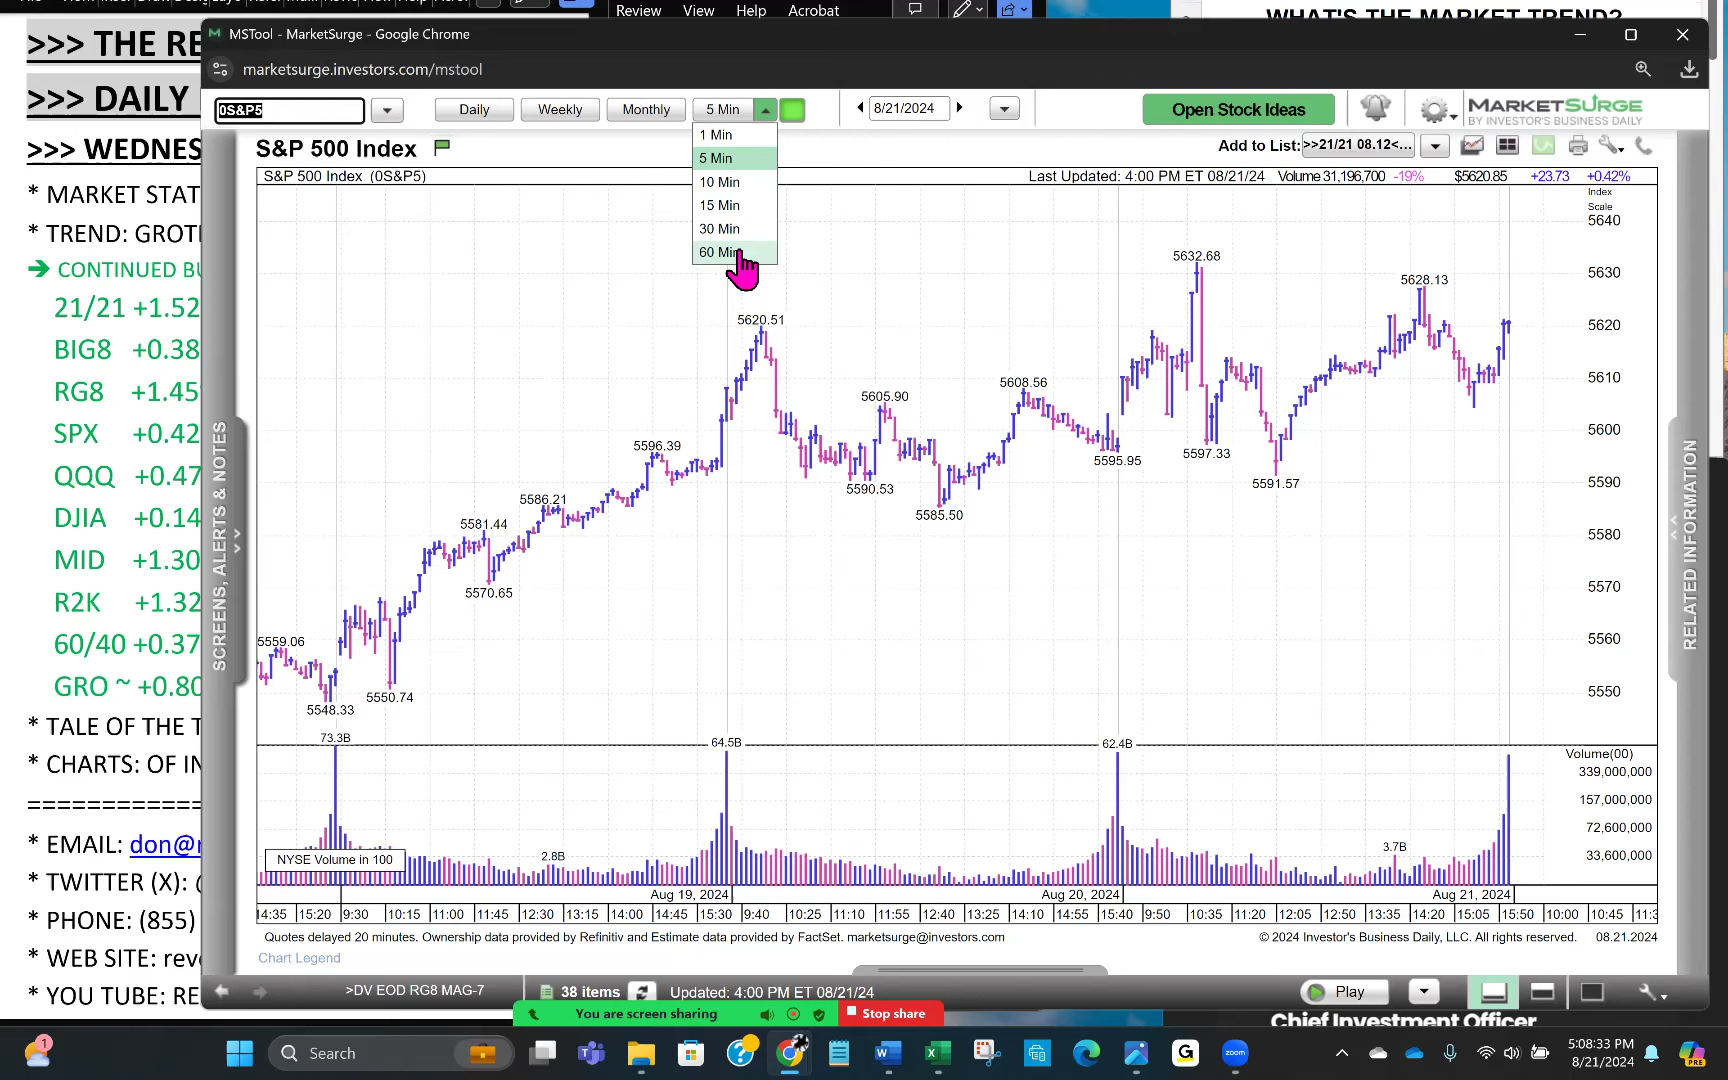 Review View Help Acrobat
WHAT'S THE MARKET TREND?
>>> THE RE
>>> DAILY
>>> WEDNES
* MARKET STAT
* TREND: GROT
CONTINUED BU
21/21 +1.52
BIG8 +0.38
RG8 +1.45
SPX +0.42
QQQ +0.47
DJIA +0.14
MID +1.30
R2K +1.32
60/40 +0.37
GRO ~ +0.80
* TALE OF THE T
* CHARTS: OF IN
* EMAIL: don@r
* TWITTER (X): @
* PHONE: (855)
* WEB SITE: reve
* YOU TUBE: RE
MSTool - MarketSurge - Google Chrome
marketsurge.investors.com/mstool
0S&P5
Daily
Weekly
Monthly
5 Min
8/21/2024
Open Stock Ideas
MARKETSURGE
BY INVESTOR'S BUSINESS DAILY
1 Min
5 Min
10 Min
15 Min
30 Min
60 Min
S&P 500 Index
Add to List: >>21/21 08.12<...
S&P 500 Index (0S&P5)
Last Updated: 4:00 PM ET 08/21/24 Volume 31,196,700 -19% $5620.85 +23.73 +0.42%
Index
Scale
5640
5630
5620
5610
5600
5590
5580
5570
5560
5550
5632.68
5628.13
5620.51
5608.56
5605.90
5596.39
5595.95
5597.33
5591.57
5590.53
5585.50
5586.21
5581.44
5570.65
5559.06
5550.74
5548.33
73.3B
64.5B
62.4B
2.8B
3.7B
NYSE Volume in 100
Volume(00)
339,000,000
157,000,000
72,600,000
33,600,000
Aug 19, 2024
Aug 20, 2024
Aug 21, 2024
14:35 15:20 9:30 10:15 11:00 11:45 12:30 13:15 14:00 14:45 15:30 9:40 10:25 11:10 11:55 12:40 13:25 14:10 14:55 15:40 9:50 10:35 11:20 12:05 12:50 13:35 14:20 15:05 15:50 10:00 10:45 11:3
Quotes delayed 20 minutes. Ownership data provided by Refinitiv and Estimate data provided by FactSet. marketsurge@investors.com
© 2024 Investor's Business Daily, LLC. All rights reserved. 08.21.2024
Chart Legend
SCREENS, ALERTS & NOTES
RELATED INFORMATION
>DV EOD RG8 MAG-7
38 items
Updated: 4:00 PM ET 08/21/24
Play
You are screen sharing
Stop share
Chief Investment Officer
1
Search
zoom
5:08:33 PM
8/21/2024
PRE